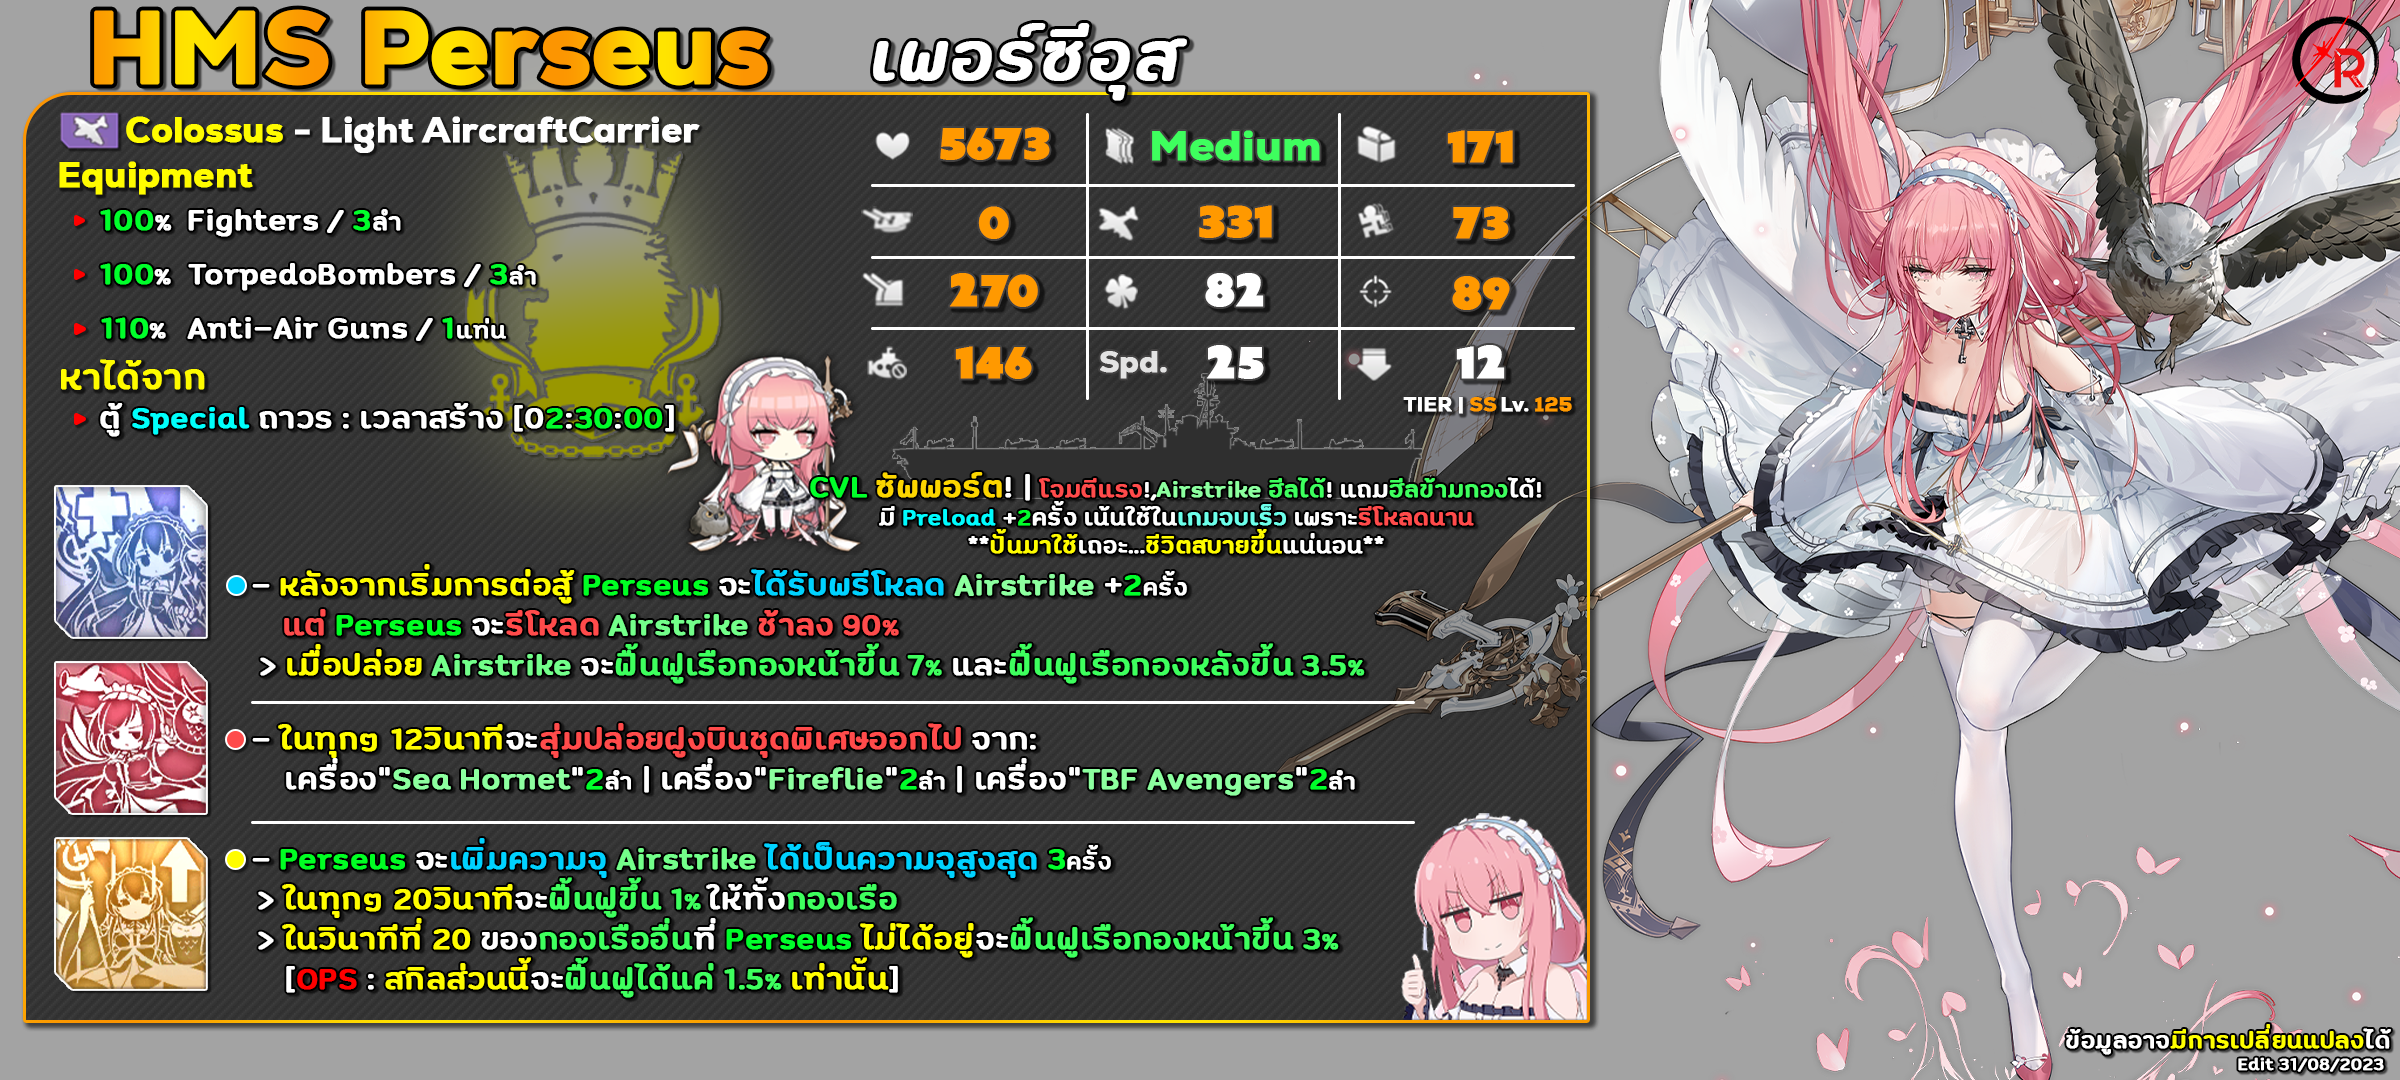 HMS Perseus เพอร์ซีอุส
Colossus - Light AircraftCarrier
Equipment
100% Fighters / 3ลำ
100% TorpedoBombers / 3ลำ
110% Anti-Air Guns / 1แท่น
หาได้จาก
ตู้ Special ถาวร : เวลาสร้าง [02:30:00]
5673 Medium 171
0 331 73
270 82 89
146 Spd. 25 12
TIER | SS Lv. 125
CVL ซัพพอร์ต! | โจมตีแรง!,Airstrike ฮีลได้! แถมฮีลข้ามกองได้!
มี Preload +2ครั้ง เน้นใช้ในเกมจบเร็ว เพราะรีโหลดนาน
**ปั้นมาใช้เถอะ...ชีวิตสบายขึ้นแน่นอน**
- หลังจากเริ่มการต่อสู้ Perseus จะได้รับพรีโหลด Airstrike +2ครั้ง
แต่ Perseus จะรีโหลด Airstrike ช้าลง 90%
> เมื่อปล่อย Airstrike จะฟื้นฟูเรือกองหน้าขึ้น 7% และฟื้นฟูเรือกองหลังขึ้น 3.5%
- ในทุกๆ 12วินาทีจะสุ่มปล่อยฝูงบินชุดพิเศษออกไป จาก:
เครื่อง"Sea Hornet"2ลำ | เครื่อง"Fireflie"2ลำ | เครื่อง"TBF Avengers"2ลำ
- Perseus จะเพิ่มความจุ Airstrike ได้เป็นความจุสูงสุด 3ครั้ง
> ในทุกๆ 20วินาทีจะฟื้นฟูขึ้น 1% ให้ทั้งกองเรือ
> ในวินาทีที่ 20 ของกองเรืออื่นที่ Perseus ไม่ได้อยู่จะฟื้นฟูเรือกองหน้าขึ้น 3%
[OPS : สกิลส่วนนี้จะฟื้นฟูได้แค่ 1.5% เท่านั้น]
R
ข้อมูลอาจมีการเปลี่ยนแปลงได้
Edit 31/08/2023